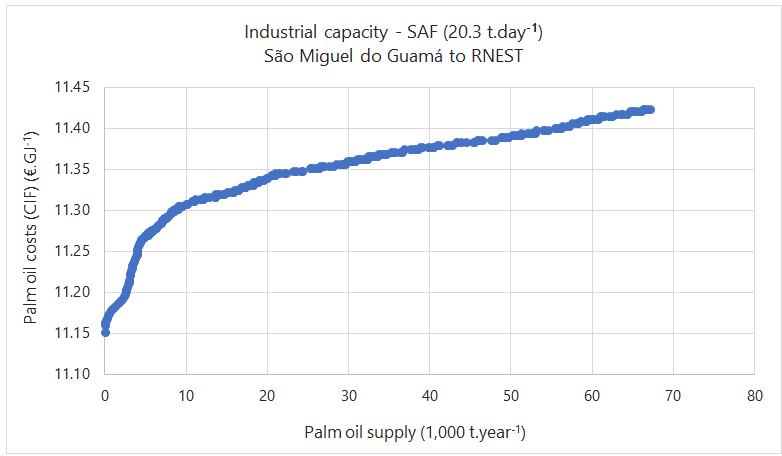 Industrial capacity - SAF (20.3 t.day⁻¹)
São Miguel do Guamá to RNEST
11.45
11.40
11.35
11.30
11.25
11.20
11.15
11.10
Palm oil costs (CIF) (€.GJ⁻¹)
0 10 20 30 40 50 60 70 80
Palm oil supply (1,000 t.year⁻¹)